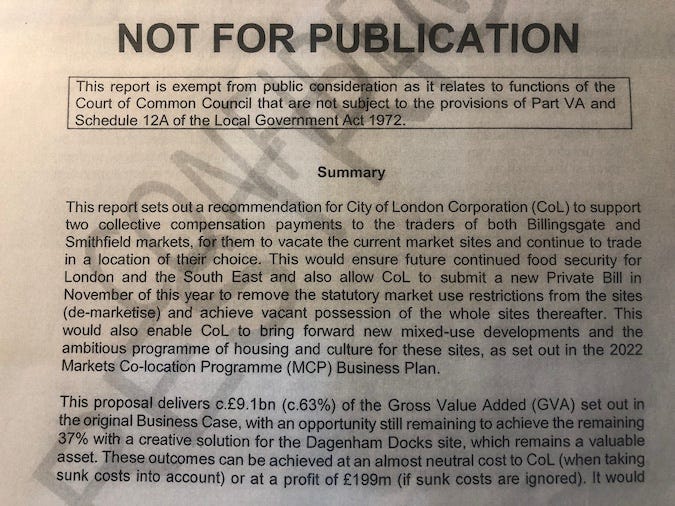 NOT FOR PUBLICATION
This report is exempt from public consideration as it relates to functions of the
Court of Common Council that are not subject to the provisions of Part VA and
Schedule 12A of the Local Government Act 1972.
Summary
This report sets out a recommendation for City of London Corporation (CoL) to support
two collective compensation payments to the traders of both Billingsgate and
Smithfield markets, for them to vacate the current market sites and continue to trade
in a location of their choice. This would ensure future continued food security for
London and the South East and also allow CoL to submit a new Private Bill in
November of this year to remove the statutory market use restrictions from the sites
(de-marketise) and achieve vacant possession of the whole sites thereafter. This
would also enable CoL to bring forward new mixed-use developments and the
ambitious programme of housing and culture for these sites, as set out in the 2022
Markets Co-location Programme (MCP) Business Plan.
This proposal delivers c.£9.1bn (c.63%) of the Gross Value Added (GVA) set out in
the original Business Case, with an opportunity still remaining to achieve the remaining
37% with a creative solution for the Dagenham Docks site, which remains a valuable
asset. These outcomes can be achieved at an almost neutral cost to CoL (when taking
sunk costs into account) or at a profit of £199m (if sunk costs are ignored). It would